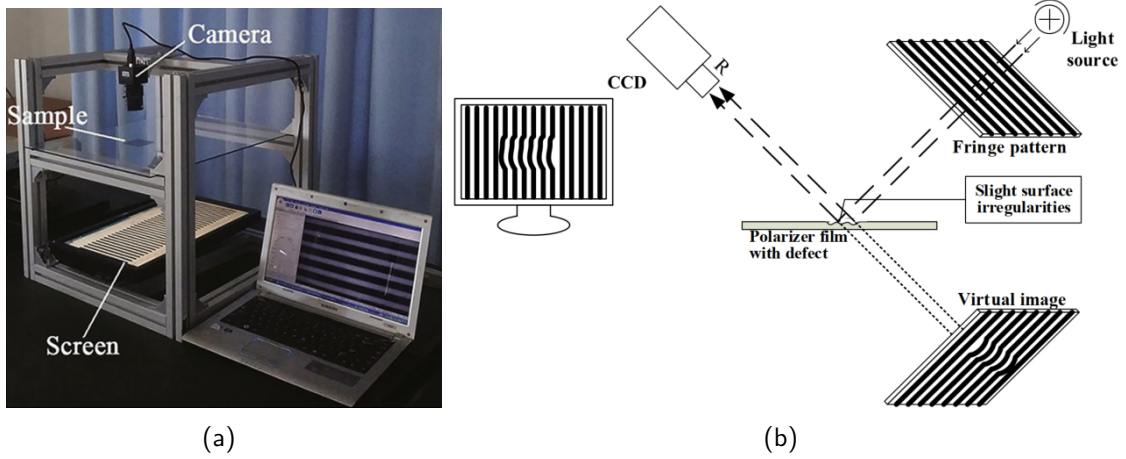 Camera
Sample
Screen
(a)
CCD
R
Light
source
Fringe pattern
Slight surface
irregularities
Polarizer film
with defect
Virtual image
(b)